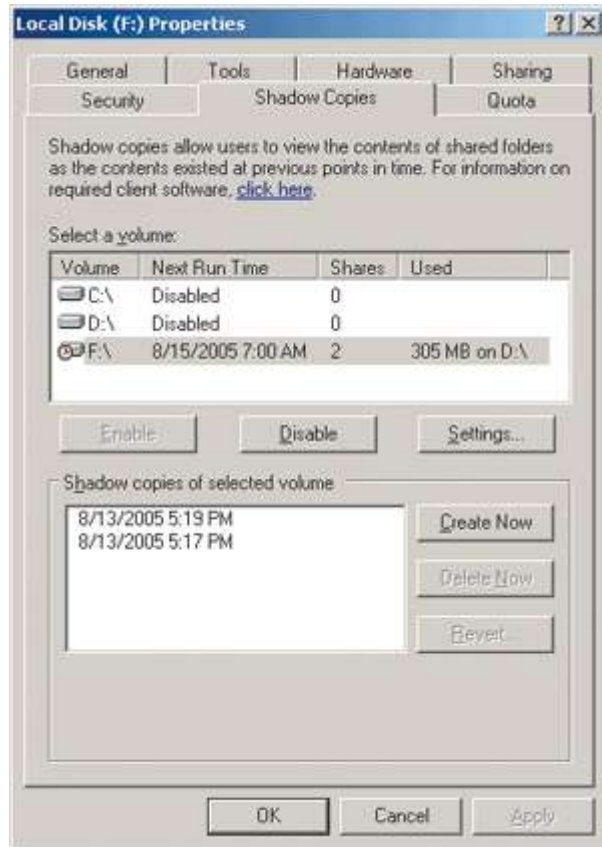 Local Disk (F:) Properties
General Tools Hardware Sharing
Security Shadow Copies Quota
Shadow copies allow users to view the contents of shared folders
as the contents existed at previous points in time. For information on
required client software, click here.
Select a volume:
Volume Next Run Time Shares Used
C:\ Disabled 0
D:\ Disabled 0
F:\ 8/15/2005 7:00 AM 2 305 MB on D:\
Enable Disable Settings...
Shadow copies of selected volume
8/13/2005 5:19 PM
8/13/2005 5:17 PM
Create Now
Delete Now
Revert...
OK Cancel Apply